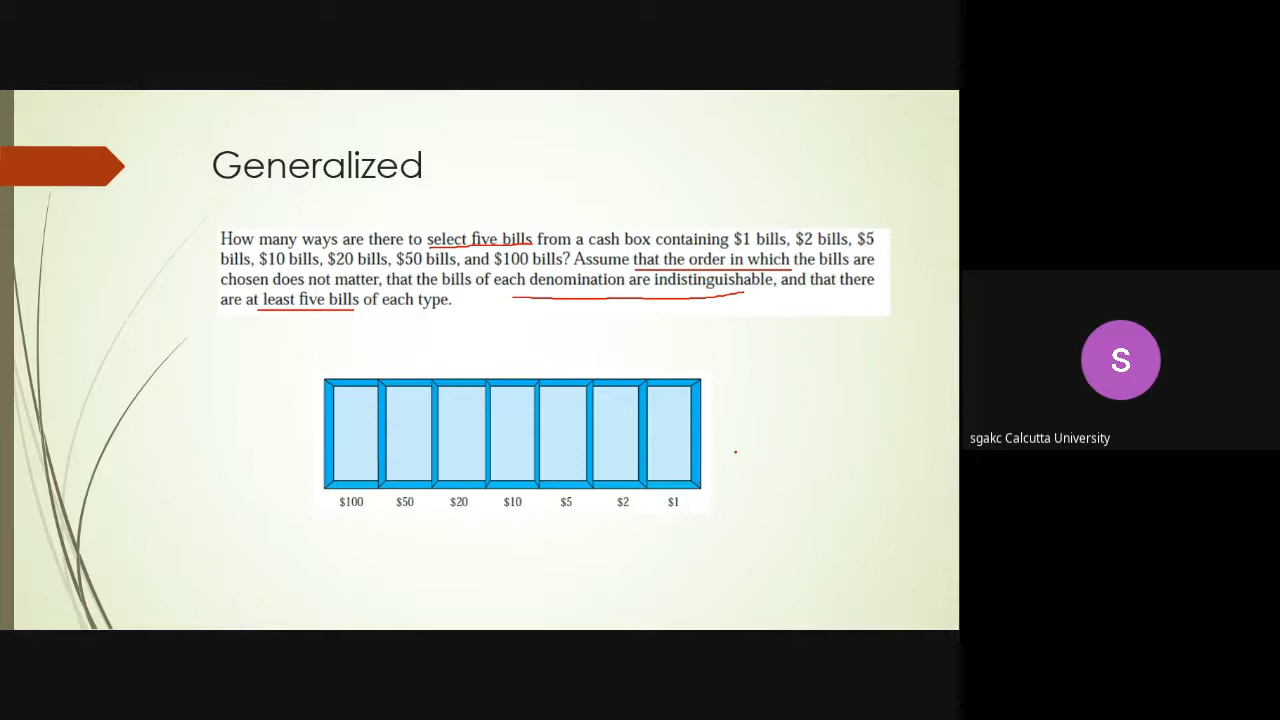 Generalized
How many ways are there to select five bills from a cash box containing $1 bills, $2 bills, $5
bills, $10 bills, $20 bills, $50 bills, and $100 bills? Assume that the order in which the bills are
chosen does not matter, that the bills of each denomination are indistinguishable, and that there
are at least five bills of each type.
$100 $50 $20 $10 $5 $2 $1
S
sgakc Calcutta University